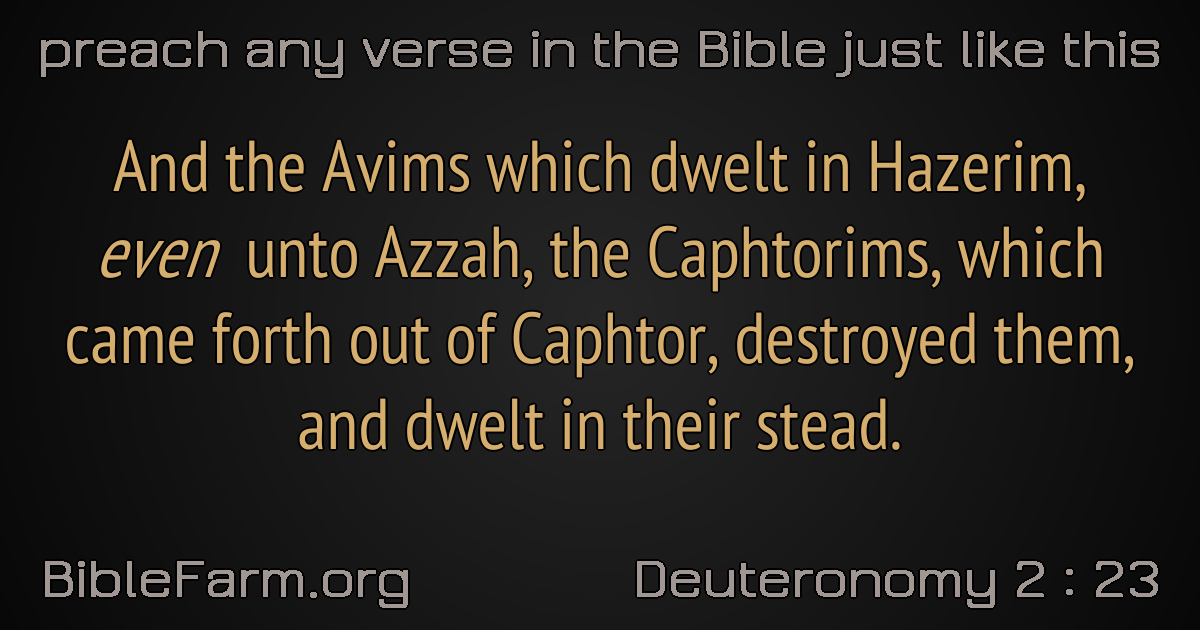 preach any verse in the Bible just like this
And the Avims which dwelt in Hazerim,
even unto Azzah, the Caphtorims, which
came forth out of Caphtor, destroyed them,
and dwelt in their stead.
BibleFarm.org
Deuteronomy 2 : 23